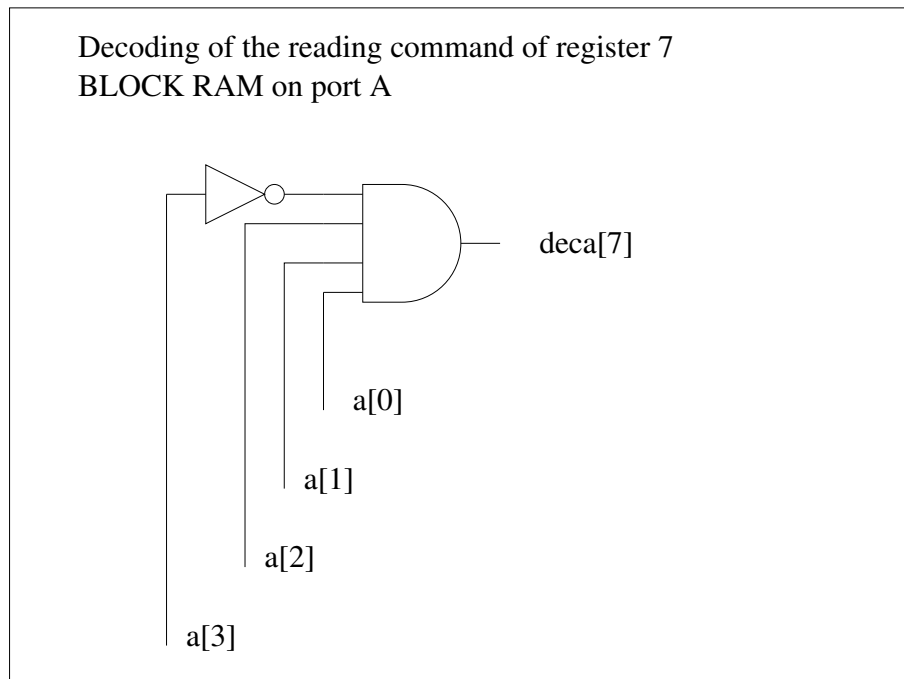 Decoding of the reading command of register 7
BLOCK RAM on port A
deca[7]
a[0]
a[1]
a[2]
a[3]